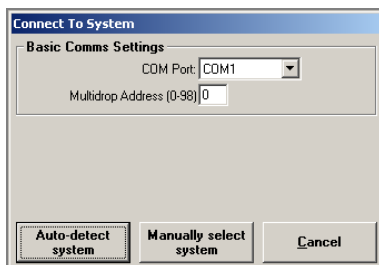 Connect To System
Basic Comms Settings
COM Port: COM1
Multidrop Address (0-98) 0
Auto-detect system
Manually select system
Cancel